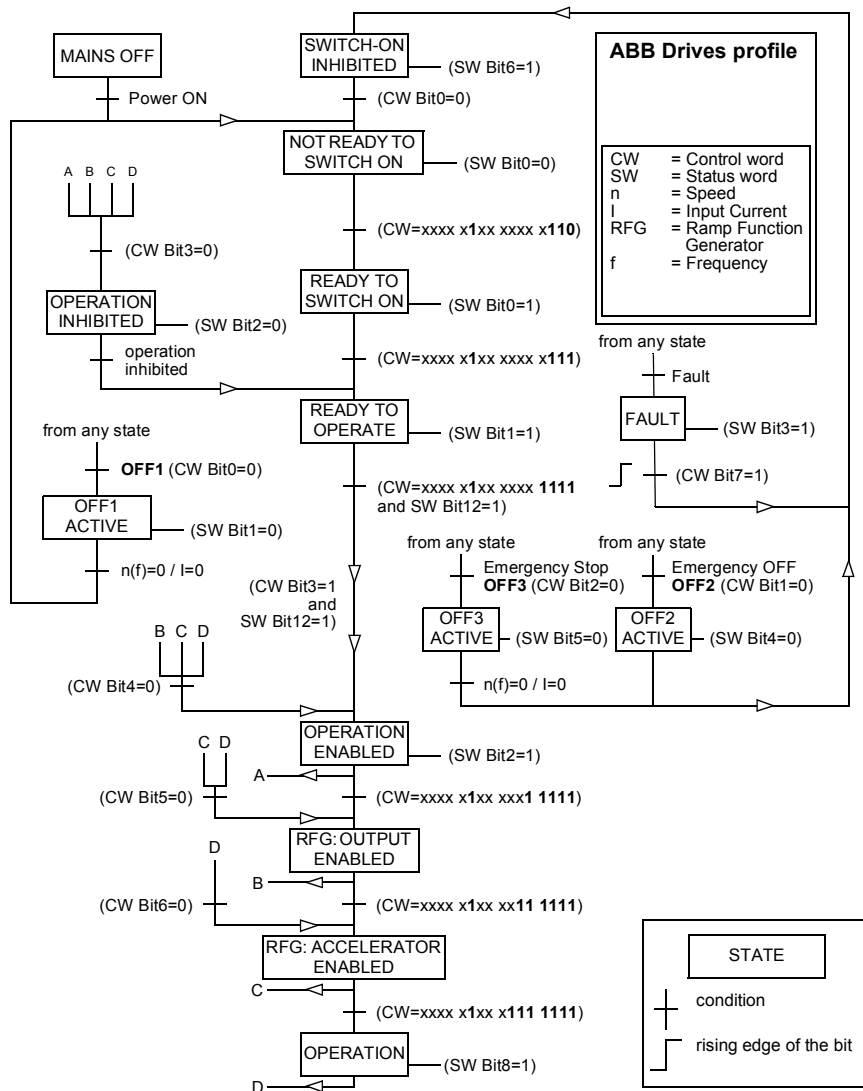 MAINS OFF
Power ON
SWITCH-ON
INHIBITED
(SW Bit6=1)
(CW Bit0=0)
ABB Drives profile
CW = Control word
SW = Status word
n = Speed
I = Input Current
RFG = Ramp Function
Generator
f = Frequency
NOT READY TO
SWITCH ON
(SW Bit0=0)
A B C D
(CW Bit3=0)
(CW=xxxx x1xx xxxx x110)
OPERATION
INHIBITED
(SW Bit2=0)
operation
inhibited
READY TO
SWITCH ON
(SW Bit0=1)
(CW=xxxx x1xx xxxx x111)
from any state
Fault
FAULT
(SW Bit3=1)
(CW Bit7=1)
READY TO
OPERATE
(SW Bit1=1)
from any state
OFF1 (CW Bit0=0)
OFF1
ACTIVE
(SW Bit1=0)
n(f)=0 / I=0
(CW=xxxx x1xx xxxx 1111
and SW Bit12=1)
(CW Bit3=1
and
SW Bit12=1)
from any state
Emergency Stop
OFF3 (CW Bit2=0)
OFF3
ACTIVE
(SW Bit5=0)
n(f)=0 / I=0
from any state
Emergency OFF
OFF2 (CW Bit1=0)
OFF2
ACTIVE
(SW Bit4=0)
B C D
(CW Bit4=0)
OPERATION
ENABLED
(SW Bit2=1)
A
C D
(CW Bit5=0)
(CW=xxxx x1xx xxx1 1111)
RFG: OUTPUT
ENABLED
B
D
(CW Bit6=0)
(CW=xxxx x1xx xx11 1111)
RFG: ACCELERATOR
ENABLED
C
(CW=xxxx x1xx x111 1111)
OPERATION
(SW Bit8=1)
D
STATE
condition
rising edge of the bit